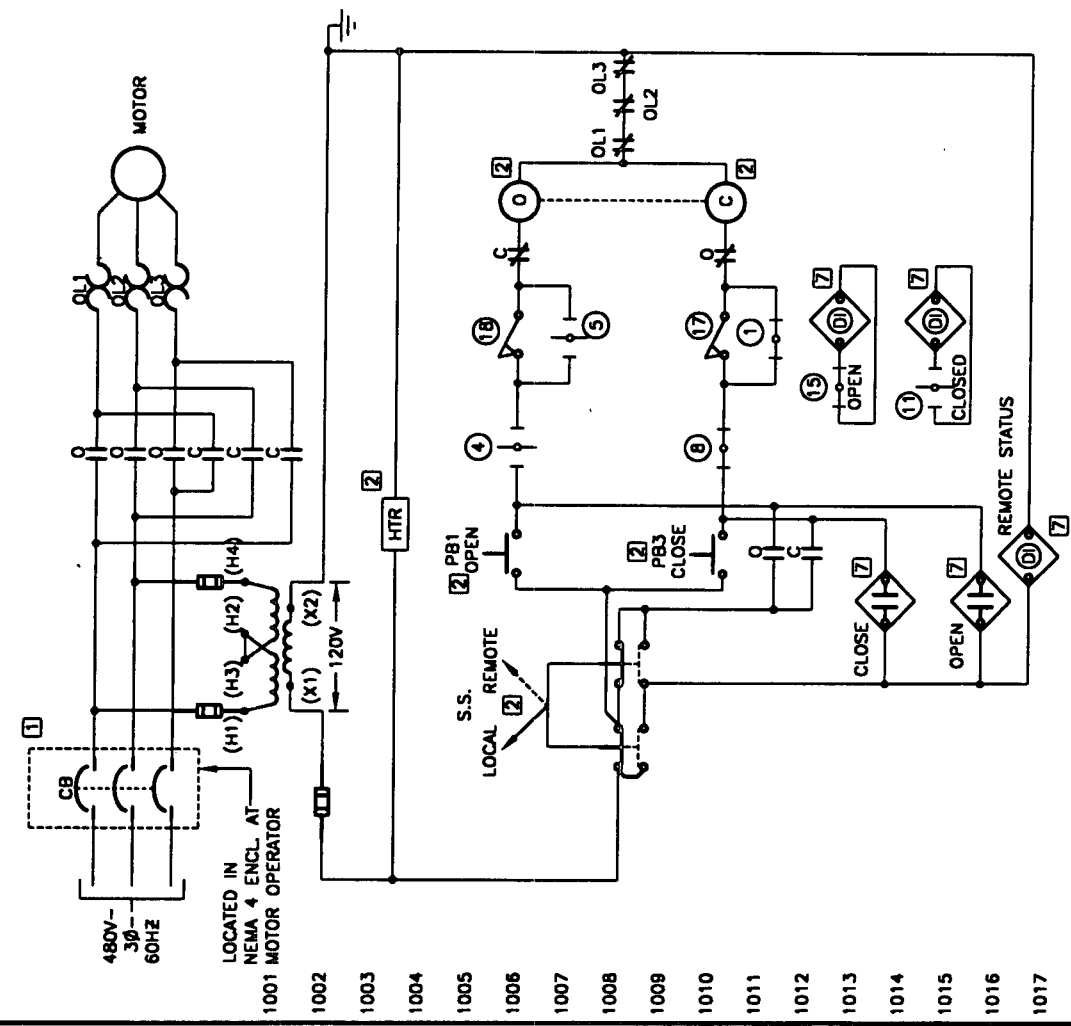 MOTOR
OL1
OL2
OL3
O
O
O
C
C
C
1
CB
480V-
3Ø-
60HZ
LOCATED IN
NEMA 4 ENCL. AT
MOTOR OPERATOR
(H1)
(H3)
(H2)
(H4)
(X1)
(X2)
120V
1001
1002
1003
1004
1005
1006
1007
1008
1009
1010
1011
1012
1013
1014
1015
1016
1017
HTR
2
OL1
OL2
OL3
2
O
C
18
5
4
PB1
OPEN
2
2
C
O
17
1
8
2
PB3
CLOSE
S.S.
LOCAL
REMOTE
2
O
C
7
DI
15
OPEN
7
DI
11
CLOSED
CLOSE
7
OPEN
7
REMOTE STATUS
DI
7